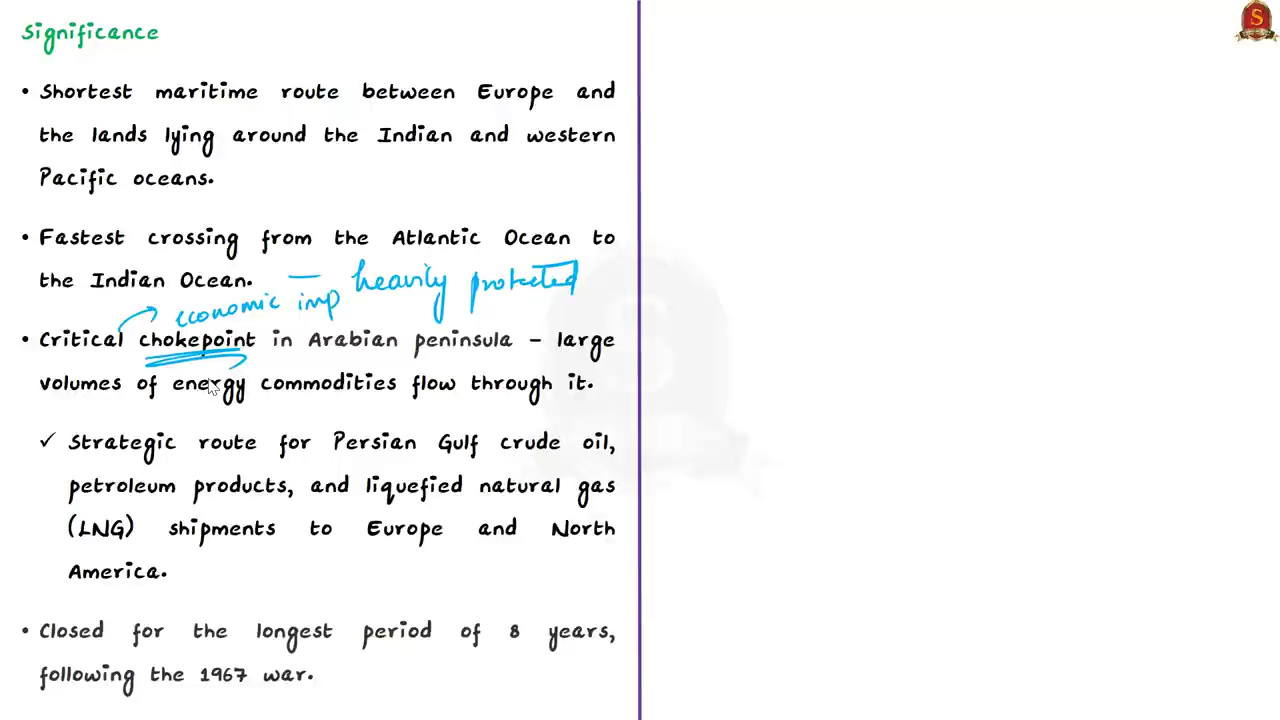 Significance
• Shortest maritime route between Europe and
the lands lying around the Indian and western
Pacific oceans.
• Fastest crossing from the Atlantic Ocean to
the Indian Ocean. — heavily protected
economic imp
• Critical chokepoint in Arabian peninsula – large
volumes of energy commodities flow through it.
✓ Strategic route for Persian Gulf crude oil,
petroleum products, and liquefied natural gas
(LNG) shipments to Europe and North
America.
• Closed for the longest period of 8 years,
following the 1967 war.
S